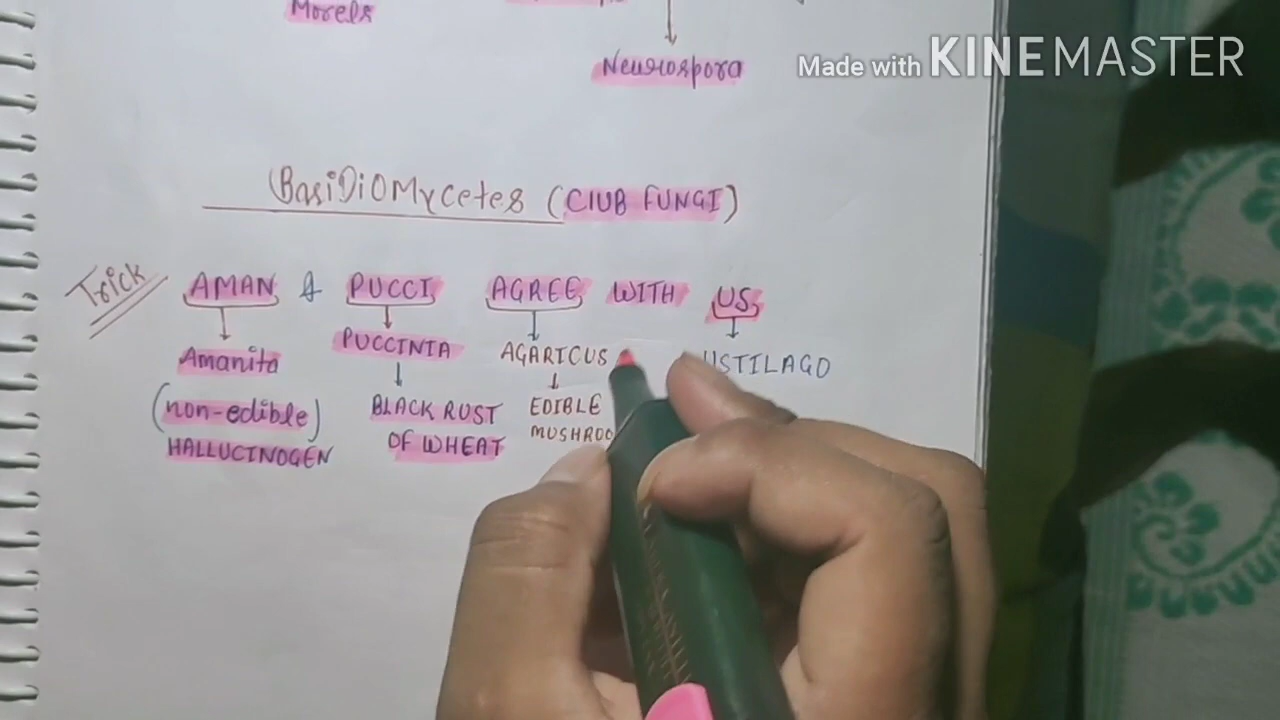 Morels
Neurospora
Made with KINEMASTER
BasiDiOMycetes (ClUB FUNGI)
Trick
AMAN & PUCCI AGREE WITH US
Amanita
PUCCINIA
AGARICUS
USTILAGO
(non-edible)
HALLUCINOGEN
BLACK RUST
OF WHEAT
EDIBLE
MUSHROO